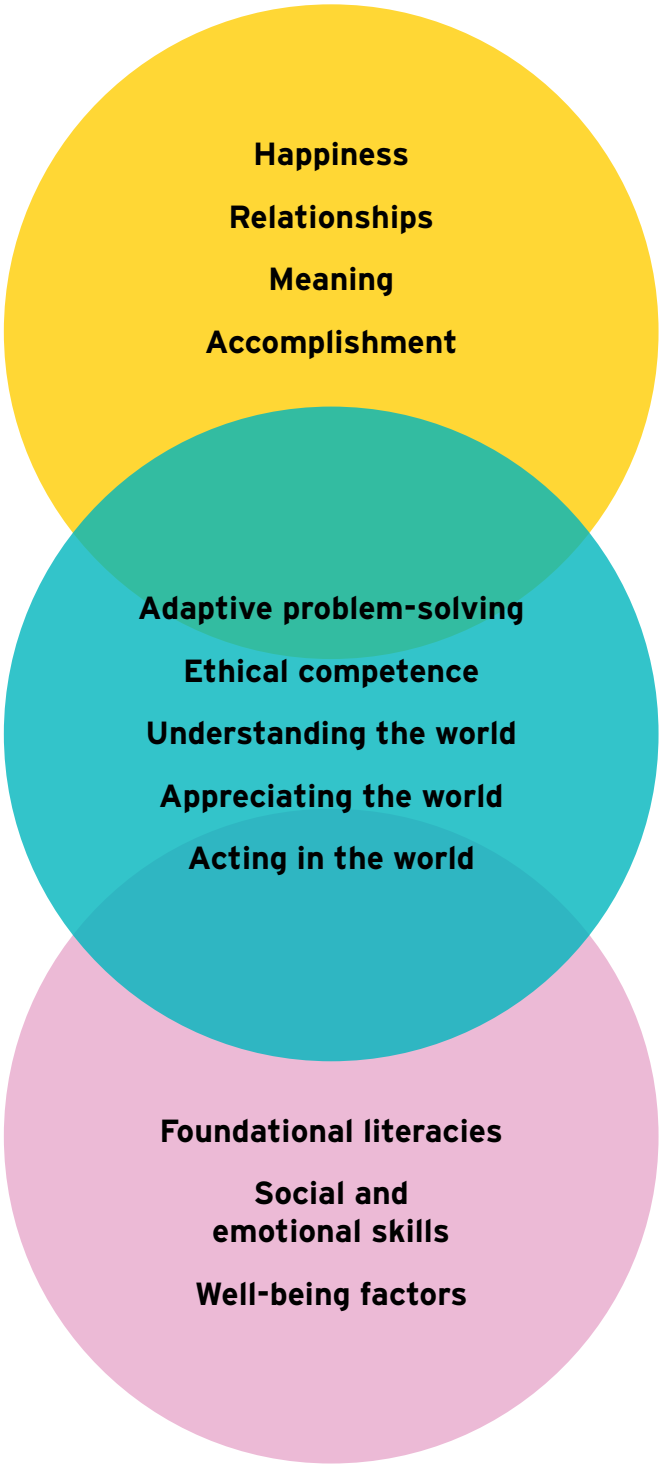 Happiness
Relationships
Meaning
Accomplishment
Adaptive problem-solving
Ethical competence
Understanding the world
Appreciating the world
Acting in the world
Foundational literacies
Social and
emotional skills
Well-being factors